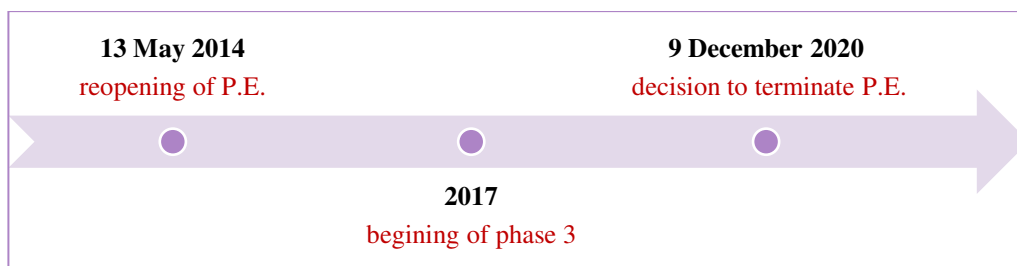 13 May 2014
reopening of P.E.
9 December 2020
decision to terminate P.E.
2017
begining of phase 3